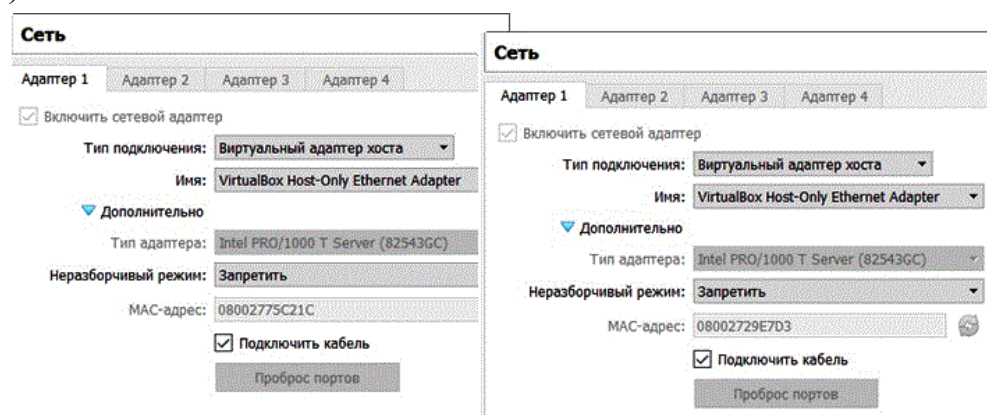 )
Сеть
Адаптер 1 Адаптер 2 Адаптер 3 Адаптер 4
Включить сетевой адаптер
Тип подключения: Виртуальный адаптер хоста
Имя: VirtualBox Host-Only Ethernet Adapter
Дополнительно
Тип адаптера: Intel PRO/1000 T Server (82543GC)
Неразборчивый режим: Запретить
MAC-адрес: 08002775C21C
Подключить кабель
Проброс портов
Сеть
Адаптер 1 Адаптер 2 Адаптер 3 Адаптер 4
Включить сетевой адаптер
Тип подключения: Виртуальный адаптер хоста
Имя: VirtualBox Host-Only Ethernet Adapter
Дополнительно
Тип адаптера: Intel PRO/1000 T Server (82543GC)
Неразборчивый режим: Запретить
MAC-адрес: 08002729E7D3
Подключить кабель
Проброс портов